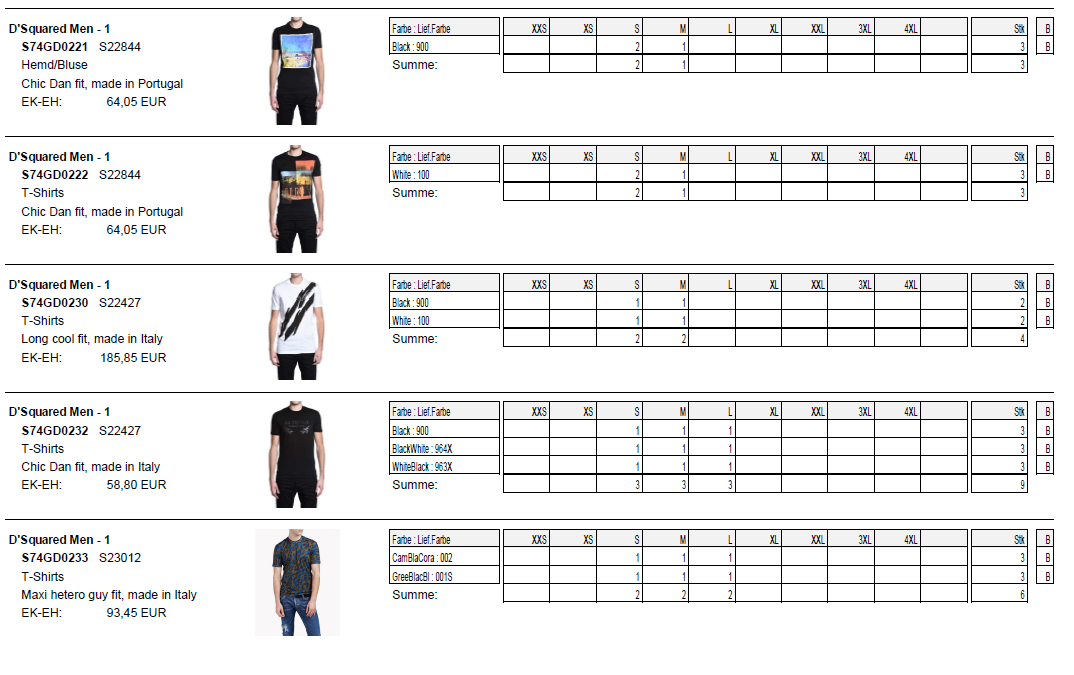 D'Squared Men - 1
S74GD0221 S22844
Hemd/Bluse
Chic Dan fit, made in Portugal
EK-EH: 64,05 EUR
Farbe : Lief.Farbe XXS XS S M L XL XXL 3XL 4XL Stk B
Black : 900 2 1 3 B
Summe: 2 1 3
D'Squared Men - 1
S74GD0222 S22844
T-Shirts
Chic Dan fit, made in Portugal
EK-EH: 64,05 EUR
Farbe : Lief.Farbe XXS XS S M L XL XXL 3XL 4XL Stk B
White : 100 2 1 3 B
Summe: 2 1 3
D'Squared Men - 1
S74GD0230 S22427
T-Shirts
Long cool fit, made in Italy
EK-EH: 185,85 EUR
Farbe : Lief.Farbe XXS XS S M L XL XXL 3XL 4XL Stk B
Black : 900 1 1 2 B
White : 100 1 1 2 B
Summe: 2 2 4
D'Squared Men - 1
S74GD0232 S22427
T-Shirts
Chic Dan fit, made in Italy
EK-EH: 58,80 EUR
Farbe : Lief.Farbe XXS XS S M L XL XXL 3XL 4XL Stk B
Black : 900 1 1 1 3 B
BlackWhite : 964X 1 1 1 3 B
WhiteBlack : 963X 1 1 1 3 B
Summe: 3 3 3 9
D'Squared Men - 1
S74GD0233 S23012
T-Shirts
Maxi hetero guy fit, made in Italy
EK-EH: 93,45 EUR
Farbe : Lief.Farbe XXS XS S M L XL XXL 3XL 4XL Stk B
CamBlaCora : 002 1 1 1 3 B
GreeBlacBl : 001S 1 1 1 3 B
Summe: 2 2 2 6